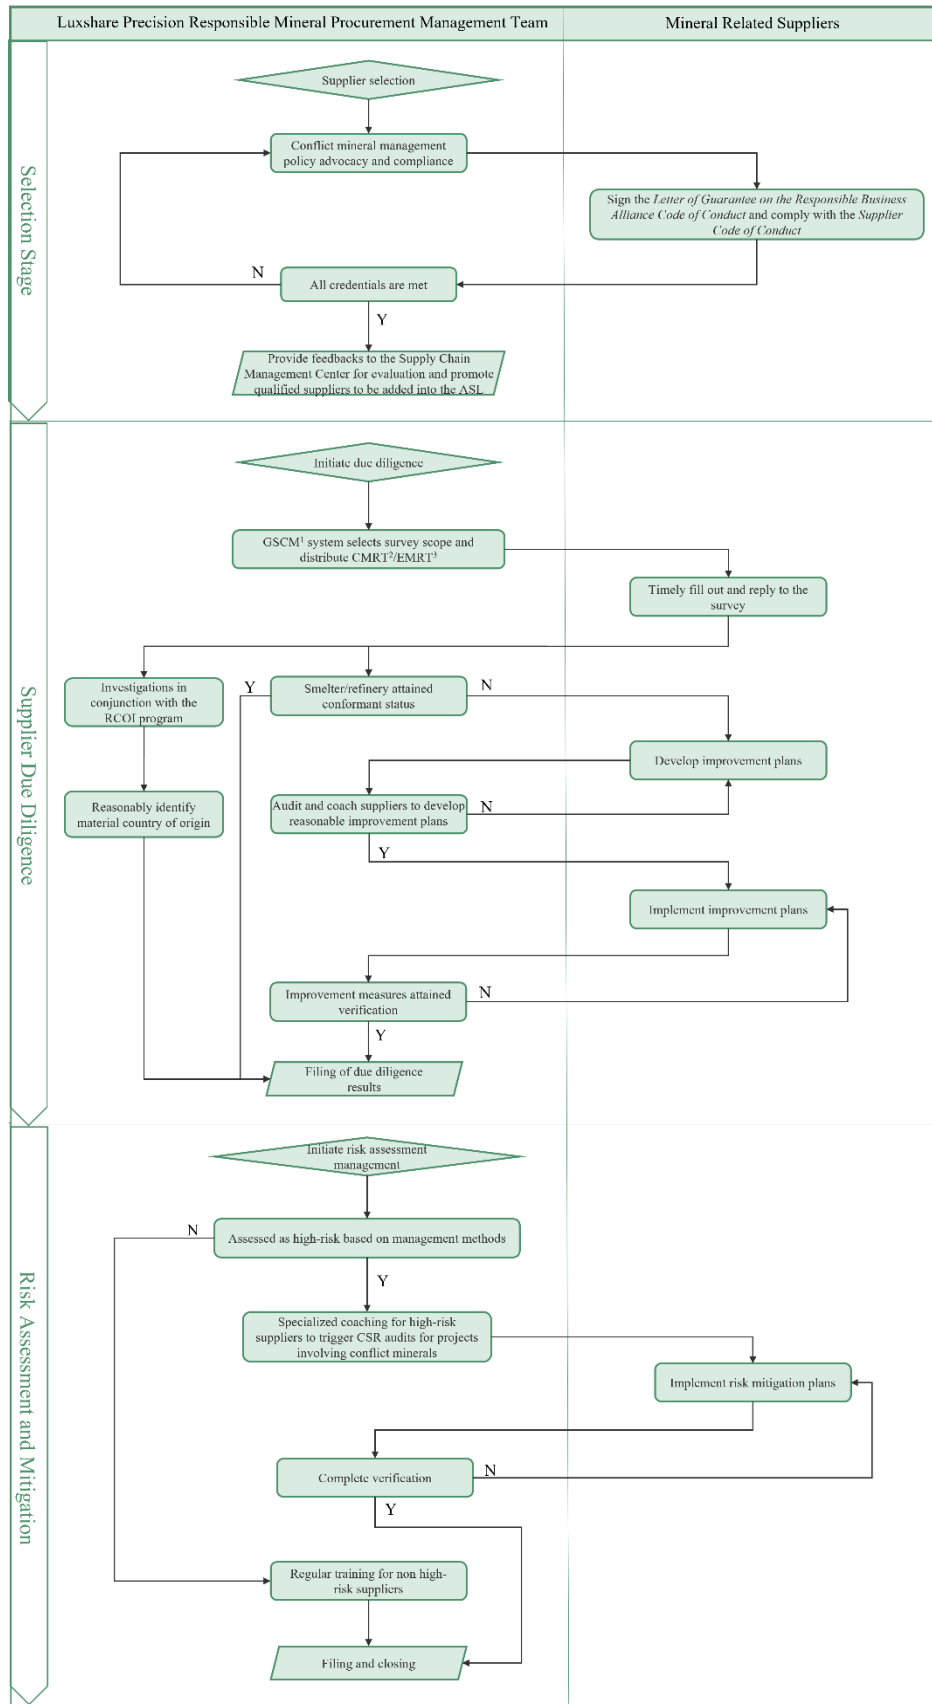 Luxshare Precision Responsible Mineral Procurement Management Team
Mineral Related Suppliers
Selection Stage
Supplier selection
Conflict mineral management
policy advocacy and compliance
Sign the Letter of Guarantee on the Responsible Business
Alliance Code of Conduct and comply with the Supplier
Code of Conduct
N
All credentials are met
Y
Provide feedbacks to the Supply Chain
Management Center for evaluation and promote
qualified suppliers to be added into the ASL
Supplier Due Diligence
Initiate due diligence
GSCM¹ system selects survey scope and
distribute CMRT²/EMRT³
Timely fill out and reply to the
survey
Investigations in
conjunction with the
RCOI program
Y
Smelter/refinery attained
conformant status
N
Develop improvement plans
Reasonably identify
material country of origin
Audit and coach suppliers to develop
reasonable improvement plans
N
Y
Implement improvement plans
Improvement measures attained
verification
N
Y
Filing of due diligence
results
Risk Assessment and Mitigation
Initiate risk assessment
management
N
Assessed as high-risk based on management methods
Y
Specialized coaching for high-risk
suppliers to trigger CSR audits for projects
involving conflict minerals
Implement risk mitigation plans
Complete verification
N
Y
Regular training for non high-
risk suppliers
Filing and closing